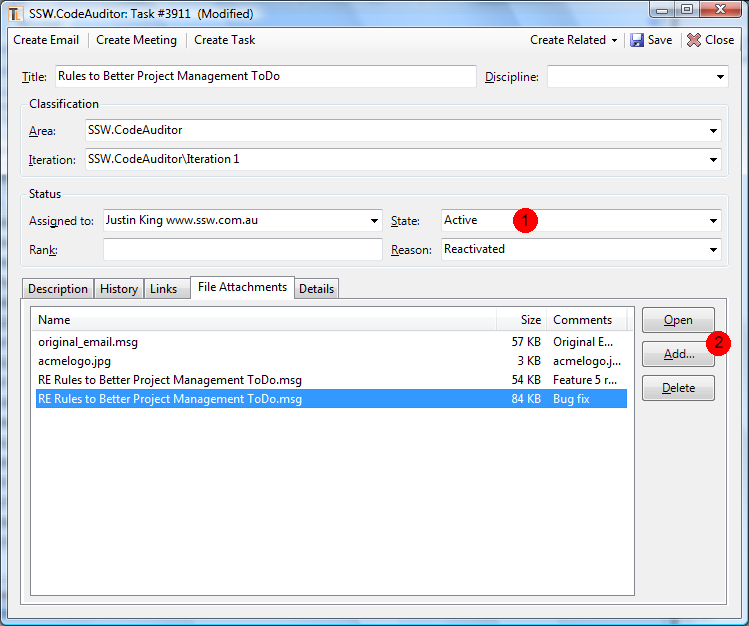 SSW.CodeAuditor: Task #3911 (Modified)
Create Email Create Meeting Create Task Create Related Save Close
Title: Rules to Better Project Management ToDo Discipline:
Classification
Area: SSW.CodeAuditor
Iteration: SSW.CodeAuditor\Iteration 1
Status
Assigned to: Justin King www.ssw.com.au State: Active 1
Rank: Reason: Reactivated
Description History Links File Attachments Details
Name Size Comments Open
original_email.msg 57 KB Original E... 2
acmelogo.jpg 3 KB acmelogo.j... Add...
RE Rules to Better Project Management ToDo.msg 54 KB Feature 5 r...
RE Rules to Better Project Management ToDo.msg 84 KB Bug fix Delete